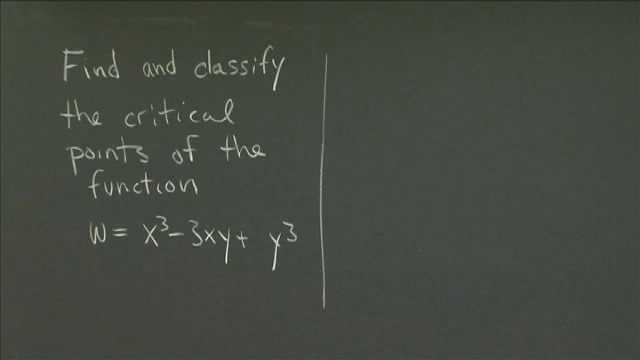 Find and classify
the critical
points of the
function
W = x³ - 3xy + y³